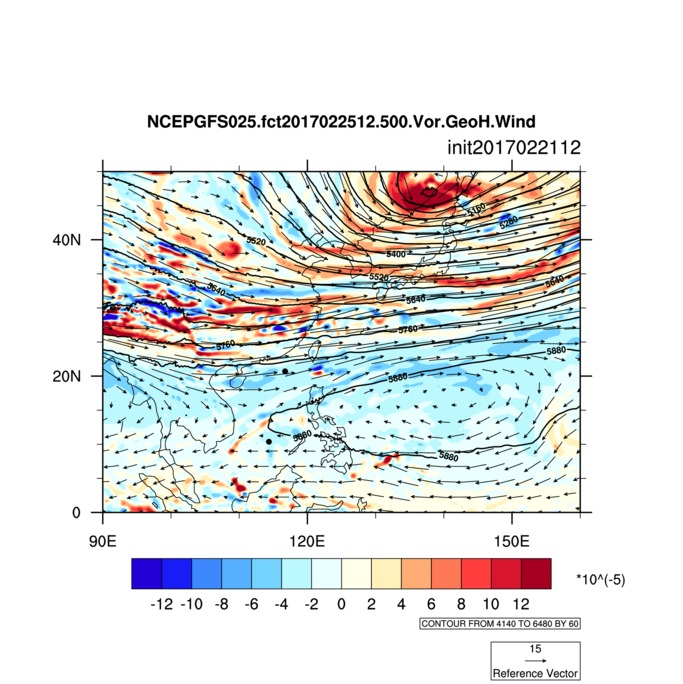 NCEPGFS025.fct2017022512.500.Vor.GeoH.Wind
init2017022112
40N
20N
0
90E 120E 150E
5160
5280
5520
5400
5520
5640
5640
5640
5760
5760
5880
5880
5880
5880
-12 -10 -8 -6 -4 -2 0 2 4 6 8 10 12
*10^(-5)
CONTOUR FROM 4140 TO 6480 BY 60
15
Reference Vector